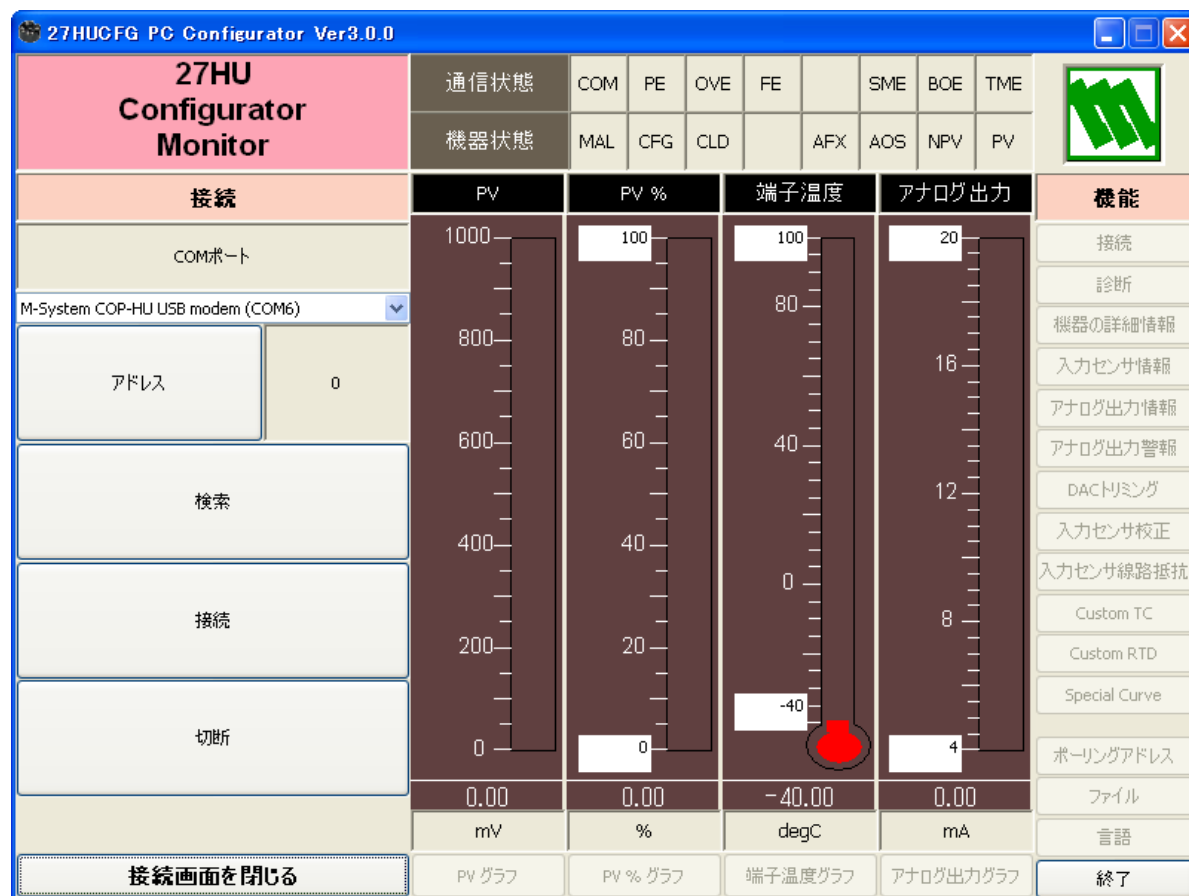 27HUCFG PC Configurator Ver3.0.0
27HU
Configurator
Monitor
通信状態 COM PE OVE FE SME BOE TME
機器状態 MAL CFG CLD AFX AOS NPV PV
接続
COMポート
M-System COP-HU USB modem (COM6)
アドレス 0
検索
接続
切断
接続画面を閉じる
PV PV % 端子温度 アナログ出力
1000 100 100 20
80
800 80
16
600 60 40
12
400 40
0
8
200 20
-40
0 0 4
0.00 0.00 -40.00 0.00
mV % degC mA
PV グラフ PV % グラフ 端子温度グラフ アナログ出力グラフ
機能
接続
診断
機器の詳細情報
入力センサ情報
アナログ出力情報
アナログ出力警報
DACトリミング
入力センサ校正
入力センサ線路抵抗
Custom TC
Custom RTD
Special Curve
ポーリングアドレス
ファイル
言語
終了